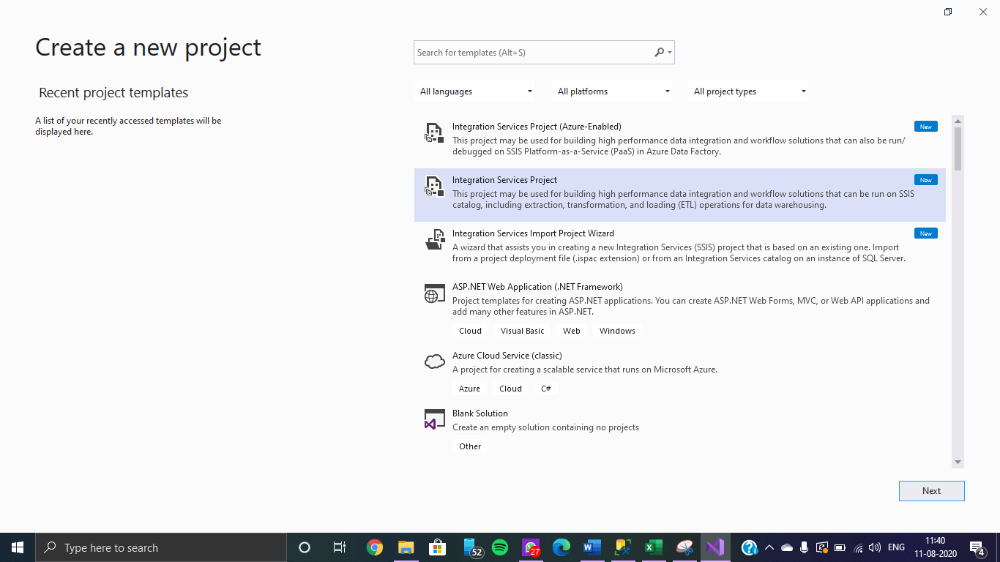 Create a new project
Recent project templates
A list of your recently accessed templates will be
displayed here.
Search for templates (Alt+S)
All languages
All platforms
All project types
Integration Services Project (Azure-Enabled)
New
This project may be used for building high performance data integration and workflow solutions that can also be run/
debugged on SSIS Platform-as-a-Service (PaaS) in Azure Data Factory.
Integration Services Project
New
This project may be used for building high performance data integration and workflow solutions that can be run on SSIS
catalog, including extraction, transformation, and loading (ETL) operations for data warehousing.
Integration Services Import Project Wizard
New
A wizard that assists you in creating a new Integration Services (SSIS) project that is based on an existing one. Import
from a project deployment file (.ispac extension) or from an Integration Services catalog on an instance of SQL Server.
ASP.NET Web Application (.NET Framework)
Project templates for creating ASP.NET applications. You can create ASP.NET Web Forms, MVC, or Web API applications and
add many other features in ASP.NET.
Cloud Visual Basic Web Windows
Azure Cloud Service (classic)
A project for creating a scalable service that runs on Microsoft Azure.
Azure Cloud C#
Blank Solution
Create an empty solution containing no projects
Other
Next
Type here to search
52
27
ENG
11:40
11-08-2020
4